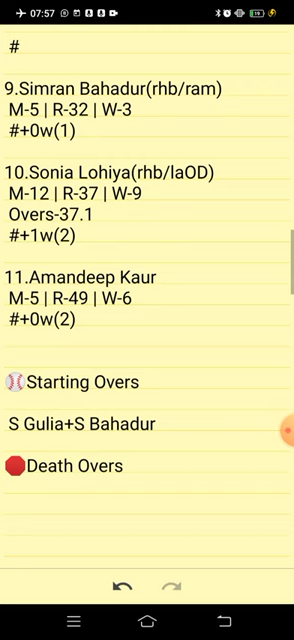 07:57
19
#
9.Simran Bahadur(rhb/ram)
M-5 | R-32 | W-3
#+0w(1)
10.Sonia Lohiya(rhb/laOD)
M-12 | R-37 | W-9
Overs-37.1
#+1w(2)
11.Amandeep Kaur
M-5 | R-49 | W-6
#+0w(2)
⚾Starting Overs
S Gulia+S Bahadur
🛑Death Overs